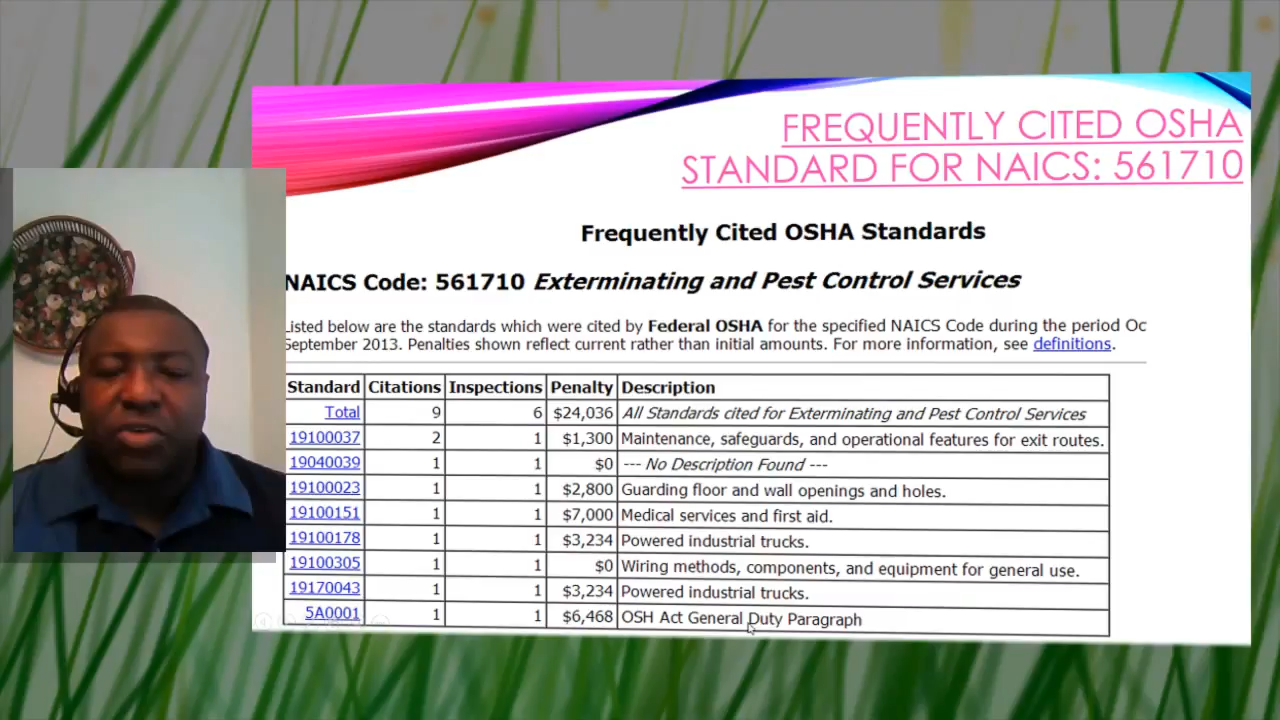 FREQUENTLY CITED OSHA
STANDARD FOR NAICS: 561710
Frequently Cited OSHA Standards
NAICS Code: 561710 Exterminating and Pest Control Services
Listed below are the standards which were cited by Federal OSHA for the specified NAICS Code during the period Oc
September 2013. Penalties shown reflect current rather than initial amounts. For more information, see definitions.
Standard Citations Inspections Penalty Description
Total 9 6 $24,036 All Standards cited for Exterminating and Pest Control Services
19100037 2 1 $1,300 Maintenance, safeguards, and operational features for exit routes.
19040039 1 1 $0 --- No Description Found ---
19100023 1 1 $2,800 Guarding floor and wall openings and holes.
19100151 1 1 $7,000 Medical services and first aid.
19100178 1 1 $3,234 Powered industrial trucks.
19100305 1 1 $0 Wiring methods, components, and equipment for general use.
19170043 1 1 $3,234 Powered industrial trucks.
5A0001 1 1 $6,468 OSH Act General Duty Paragraph